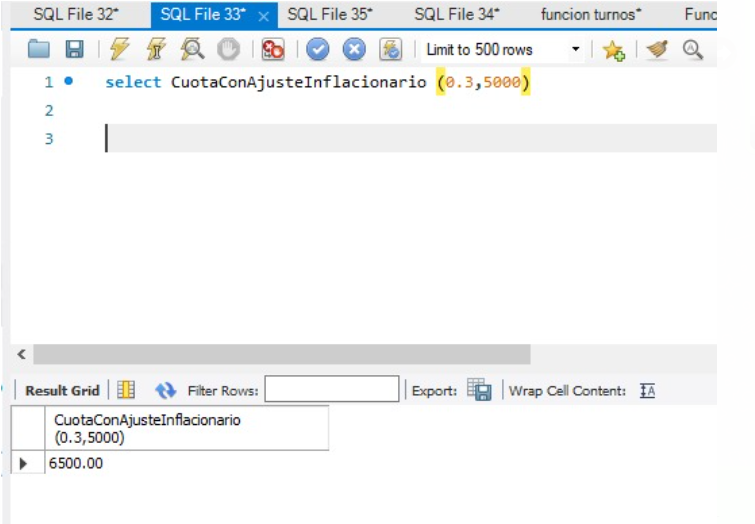 SQL File 32* SQL File 33* × SQL File 35* SQL File 34* funcion turnos* Func
Limit to 500 rows
1 select CuotaConAjusteInflacionario (0.3,5000)
2
3
Result Grid Filter Rows: Export: Wrap Cell Content: IA
CuotaConAjusteInflacionario
(0.3,5000)
6500.00